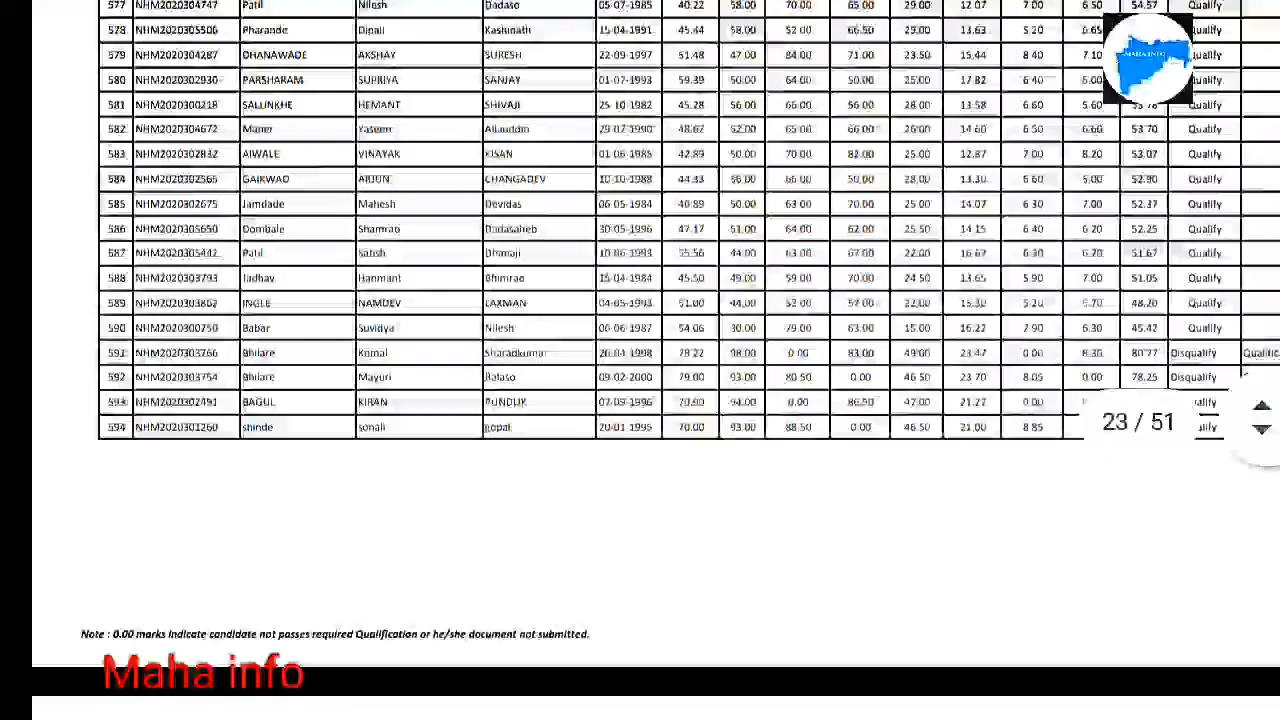 577 NHM2020304747 Patil Nilesh Dadaso 05-07-1985 40.22 58.00 70.00 65.00 29.00 12.07 7.00 6.50 54.57 Qualify
578 NHM2020305506 Pharande Dipali Kashinath 15-04-1991 45.44 58.00 52.00 66.50 29.00 13.63 5.20 6.65 Qualify
579 NHM2020304287 DHANAWADE AKSHAY SURESH 22-09-1997 51.48 47.00 84.00 71.00 23.50 15.44 8.40 7.10 Qualify
580 NHM2020302930 PARSHARAM SUPRIYA SANJAY 01-07-1993 59.39 50.00 64.00 50.00 25.00 17.82 6.40 5.00 Qualify
581 NHM2020300218 SALUNKHE HEMANT SHIVAJI 25-10-1982 45.28 56.00 66.00 56.00 28.00 13.58 6.60 5.60 53.78 Qualify
582 NHM2020304672 Maner Yaseen Allauddin 29-07-1990 48.67 52.00 65.00 66.00 26.00 14.60 6.50 6.60 53.70 Qualify
583 NHM2020302832 AIWALE VINAYAK KISAN 01-06-1985 42.89 50.00 70.00 82.00 25.00 12.87 7.00 8.20 53.07 Qualify
584 NHM2020302565 GAIKWAD ARJUN CHANGADEV 10-10-1988 44.33 56.00 66.00 50.00 28.00 13.30 6.60 5.00 52.90 Qualify
585 NHM2020302675 Jamdade Mahesh Devidas 06-05-1984 50.00 63.00 70.00 25.00 14.07 6.30 7.00 52.37 Qualify
586 NHM2020305650 Dombale Shamrao Dadasaheb 30-05-1996 47.17 51.00 64.00 62.00 25.50 14.15 6.40 6.20 52.25 Qualify
587 Patil Satish Dhanaji 10-06-1993 55.56 44.00 63.00 67.00 22.00 16.67 6.30 6.70 51.67 Qualify
588 NHM2020303793 Jadhav Hanmant Bhimrao 15-04-1984 45.50 49.00 59.00 70.00 24.50 13.65 5.90 7.00 51.05 Qualify
589 NHM2020303862 INGLE NAMDEV LAXMAN 04-05-1993 51.00 44.00 52.00 57.00 22.00 15.30 5.20 5.70 48.20 Qualify
590 NHM2020300750 Babar Suvidya Nilesh 06-06-1987 54.06 30.00 79.00 63.00 15.00 16.22 7.90 6.30 45.42 Qualify
591 NHM2020303766 Bhilare Komal Sharadkumar 26-04-1998 78.22 98.00 0.00 83.00 49.00 23.47 0.00 8.30 80.77 Disqualify
592 NHM2020303754 Bhilare Mayuri Balaso 09-02-2000 79.00 93.00 80.50 0.00 46.50 23.70 8.05 0.00 78.25 Disqualify
593 NHM2020302491 BAGUL KIRAN PUNDLIK 07-09-1996 70.90 94.00 0.00 86.50 47.00 21.27 0.00
594 NHM2020301260 shinde sonali gopal 20-01-1995 70.00 93.00 88.50 0.00 46.50 21.00 8.85
MAHA INFO
23 / 51
Note : 0.00 marks indicate candidate not passes required Qualification or he/she document not submitted.
Maha info